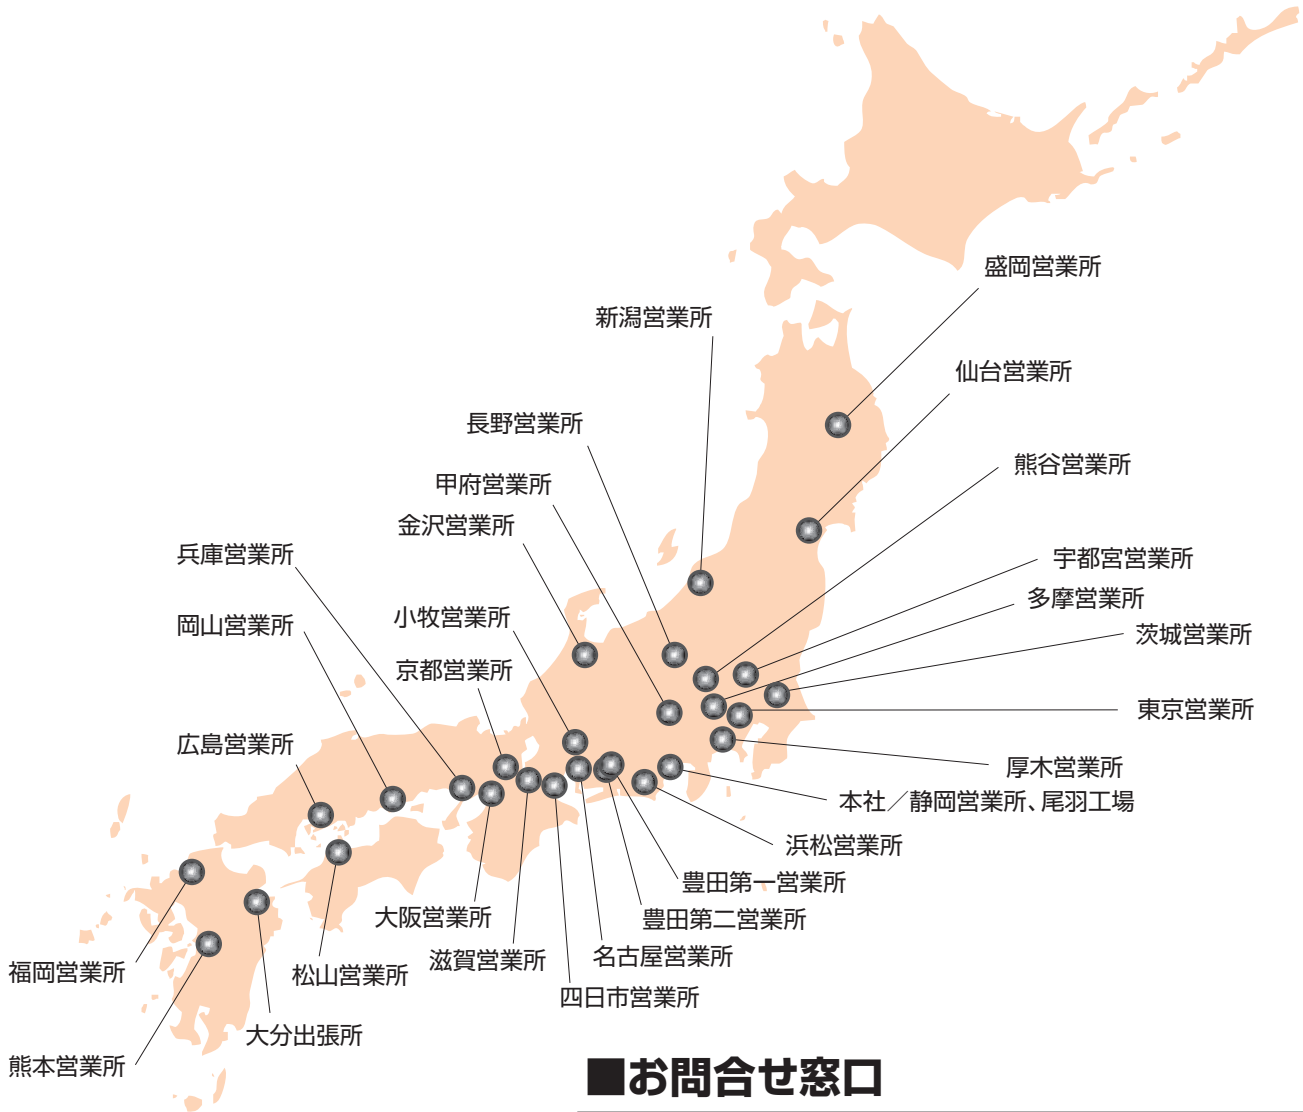 盛岡営業所
新潟営業所
仙台営業所
長野営業所
熊谷営業所
甲府営業所
金沢営業所
兵庫営業所
宇都宮営業所
多摩営業所
小牧営業所
岡山営業所
茨城営業所
京都営業所
東京営業所
広島営業所
厚木営業所
本社／静岡営業所、尾羽工場
浜松営業所
豊田第一営業所
大阪営業所
豊田第二営業所
名古屋営業所
滋賀営業所
福岡営業所
松山営業所
四日市営業所
大分出張所
熊本営業所
■お問合せ窓口